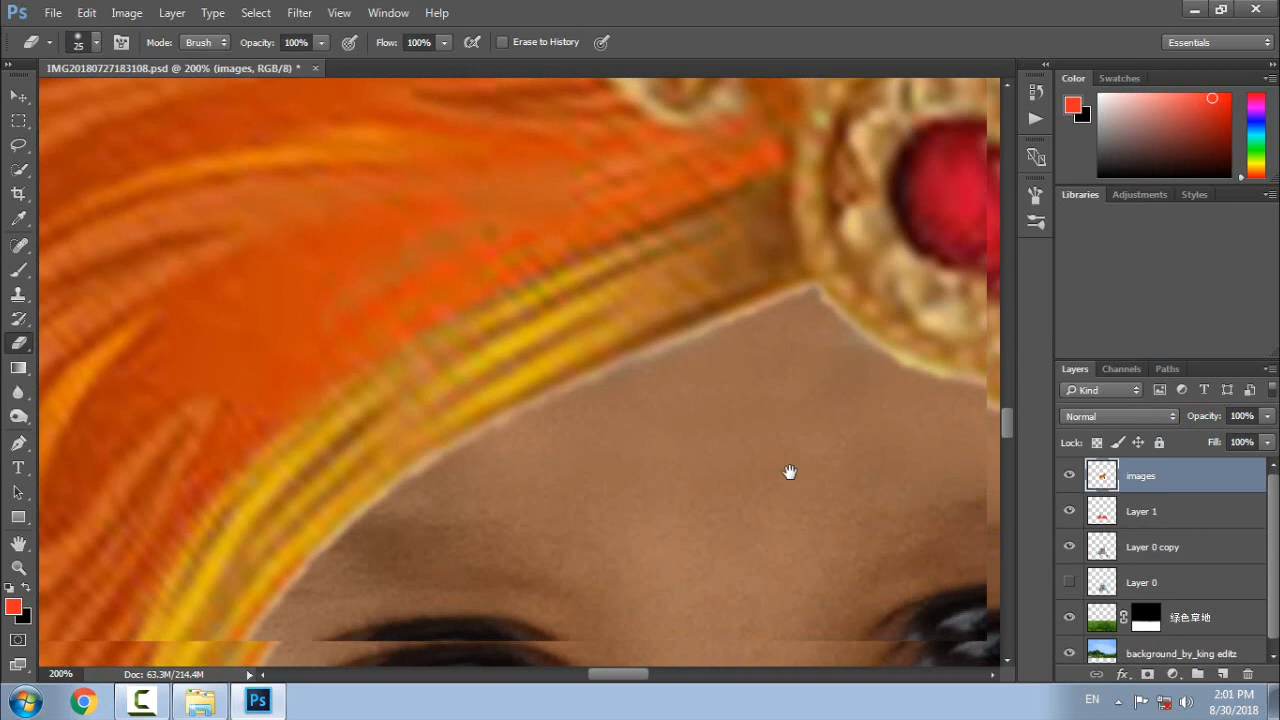 Ps File Edit Image Layer Type Select Filter View Window Help
25 Mode: Brush Opacity: 100% Flow: 100% Erase to History Essentials
IMG20180727183108.psd @ 200% (images, RGB/8) * ×
Color Swatches
Libraries Adjustments Styles
Layers Channels Paths
Kind
Normal Opacity: 100%
Lock: Fill: 100%
images
Layer 1
Layer 0 copy
Layer 0
绿色草地
background_by_king editz
200% Doc: 63.3M/214.4M
EN 2:01 PM
8/30/2018